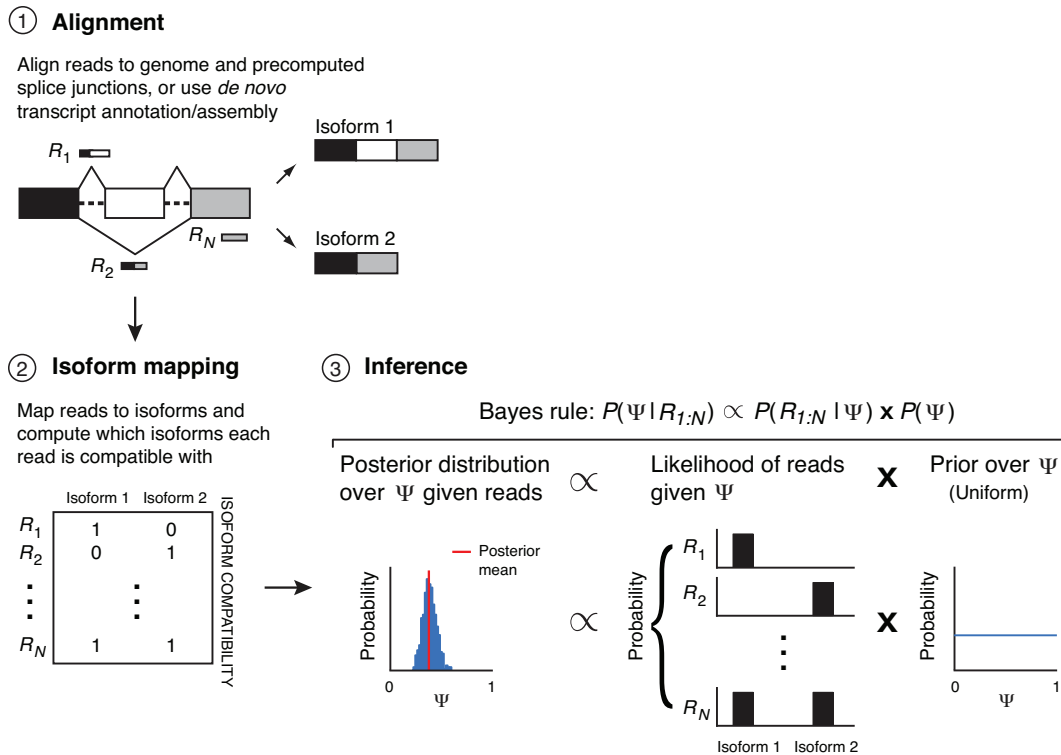 1 Alignment
Align reads to genome and precomputed
splice junctions, or use de novo
transcript annotation/assembly
R1
RN
R2
Isoform 1
Isoform 2
2 Isoform mapping
Map reads to isoforms and
compute which isoforms each
read is compatible with
Isoform 1 Isoform 2
R1 1 0
R2 0 1
RN 1 1
ISOFORM COMPATIBILITY
3 Inference
Bayes rule: P(Ψ|R1:N) ∝ P(R1:N|Ψ) x P(Ψ)
Posterior distribution
over Ψ given reads
∝
Likelihood of reads
given Ψ
x
Prior over Ψ
(Uniform)
Probability
Posterior
mean
0 1
Ψ
∝
Probability
R1
R2
RN
Isoform 1 Isoform 2
x
Probability
0 1
Ψ